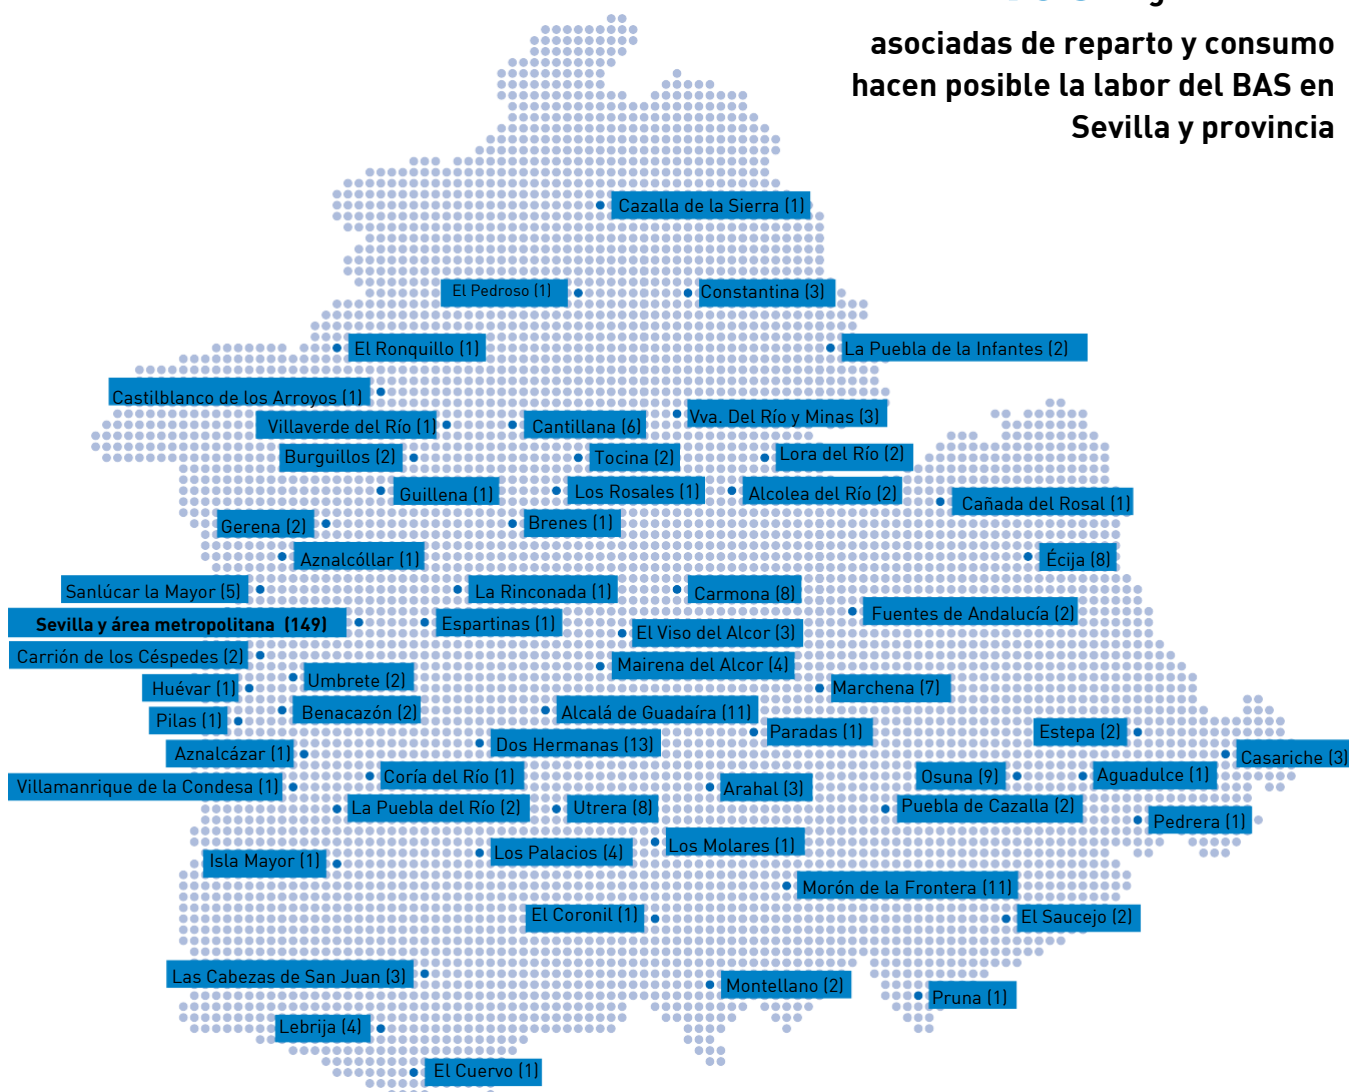 asociadas de reparto y consumo
hacen posible la labor del BAS en
Sevilla y provincia
Cazalla de la Sierra (1)
El Pedroso (1)
Constantina (3)
El Ronquillo (1)
La Puebla de la Infantes (2)
Castilblanco de los Arroyos (1)
Vva. Del Río y Minas (3)
Villaverde del Río (1)
Cantillana (6)
Burguillos (2)
Tocina (2)
Lora del Río (2)
Guillena (1)
Los Rosales (1)
Alcolea del Río (2)
Cañada del Rosal (1)
Gerena (2)
Brenes (1)
Aznalcóllar (1)
Écija (8)
Sanlúcar la Mayor (5)
La Rinconada (1)
Carmona (8)
Fuentes de Andalucía (2)
Sevilla y área metropolitana (149)
Espartinas (1)
El Viso del Alcor (3)
Carrión de los Céspedes (2)
Mairena del Alcor (4)
Umbrete (2)
Huévar (1)
Marchena (7)
Benacazón (2)
Alcalá de Guadaíra (11)
Pilas (1)
Paradas (1)
Estepa (2)
Dos Hermanas (13)
Aznalcázar (1)
Casariche (3)
Coría del Río (1)
Osuna (9)
Aguadulce (1)
Villamanrique de la Condesa (1)
Arahal (3)
La Puebla del Río (2)
Utrera (8)
Puebla de Cazalla (2)
Pedrera (1)
Los Molares (1)
Los Palacios (4)
Isla Mayor (1)
Morón de la Frontera (11)
El Coronil (1)
El Saucejo (2)
Las Cabezas de San Juan (3)
Montellano (2)
Pruna (1)
Lebrija (4)
El Cuervo (1)